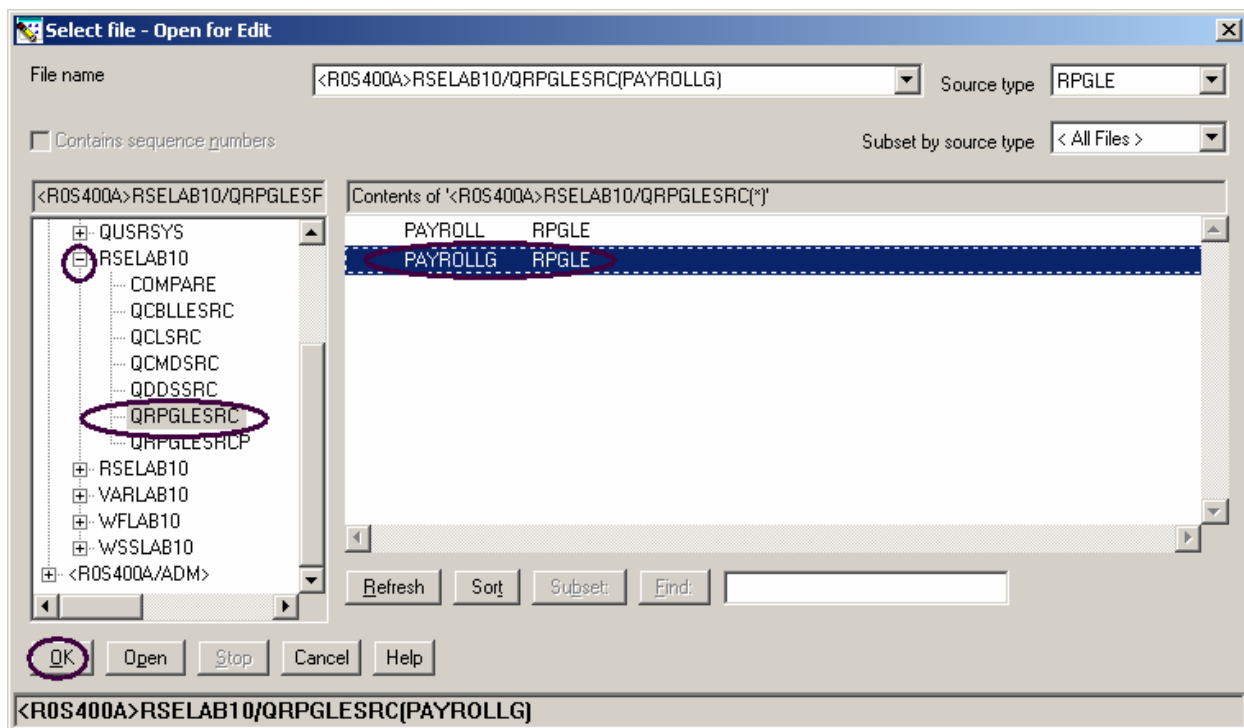 Select file - Open for Edit
File name <R0S400A>RSELAB10/QRPGLESRC(PAYROLLG) Source type RPGLE
Contains sequence numbers Subset by source type < All Files >
<R0S400A>RSELAB10/QRPGLESF Contents of '<R0S400A>RSELAB10/QRPGLESRC(*)'
QUSRSYS
RSELAB10
COMPARE
QCBLLESRC
QCLSRC
QCMDSRC
QDDSSRC
QRPGLESRC
QRPGLESRCP
RSELAB10
VARLAB10
WFLAB10
WSSLAB10
<R0S400A/ADM>
PAYROLL RPGLE
PAYROLLG RPGLE
Refresh Sort Subset: Find:
OK Open Stop Cancel Help
<R0S400A>RSELAB10/QRPGLESRC(PAYROLLG)